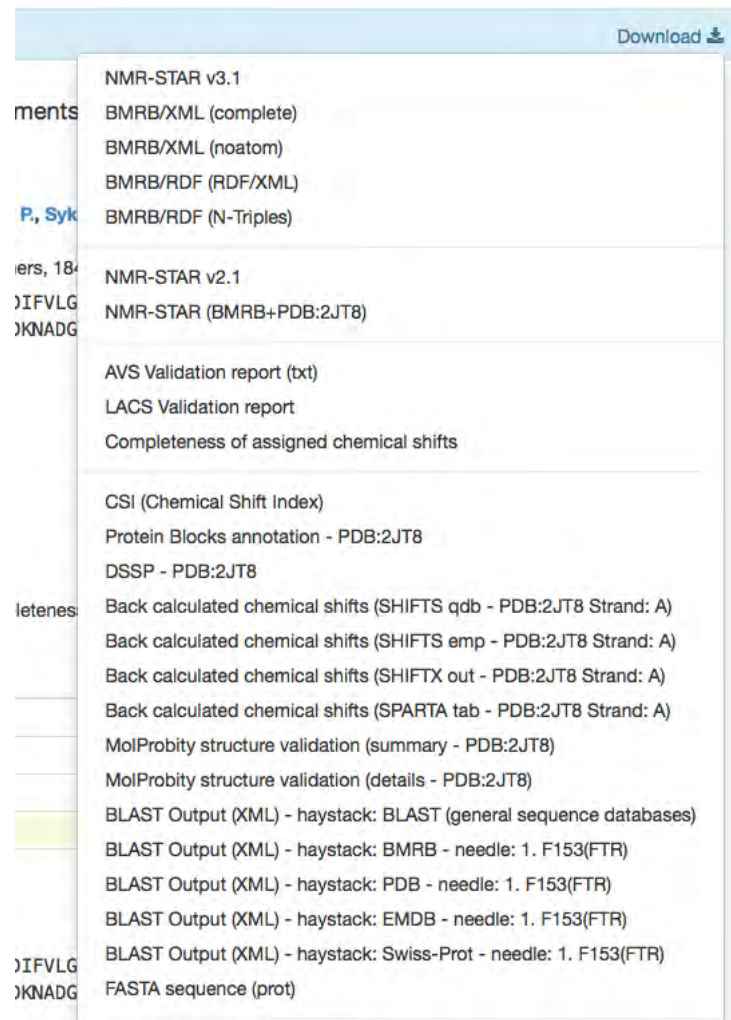 Download
NMR-STAR v3.1
ments
BMRB/XML (complete)
BMRB/XML (noatom)
BMRB/RDF (RDF/XML)
P., Syk
BMRB/RDF (N-Triples)
ers, 184
NMR-STAR v2.1
DIFVLG
NMR-STAR (BMRB+PDB:2JT8)
DKNADG
AVS Validation report (txt)
LACS Validation report
Completeness of assigned chemical shifts
CSI (Chemical Shift Index)
Protein Blocks annotation - PDB:2JT8
DSSP - PDB:2JT8
leteness
Back calculated chemical shifts (SHIFTS qdb - PDB:2JT8 Strand: A)
Back calculated chemical shifts (SHIFTS emp - PDB:2JT8 Strand: A)
Back calculated chemical shifts (SHIFTX out - PDB:2JT8 Strand: A)
Back calculated chemical shifts (SPARTA tab - PDB:2JT8 Strand: A)
MolProbity structure validation (summary - PDB:2JT8)
MolProbity structure validation (details - PDB:2JT8)
BLAST Output (XML) - haystack: BLAST (general sequence databases)
BLAST Output (XML) - haystack: BMRB - needle: 1. F153(FTR)
BLAST Output (XML) - haystack: PDB - needle: 1. F153(FTR)
BLAST Output (XML) - haystack: EMDB - needle: 1. F153(FTR)
BLAST Output (XML) - haystack: Swiss-Prot - needle: 1. F153(FTR)
DIFVLG
FASTA sequence (prot)
DKNADG